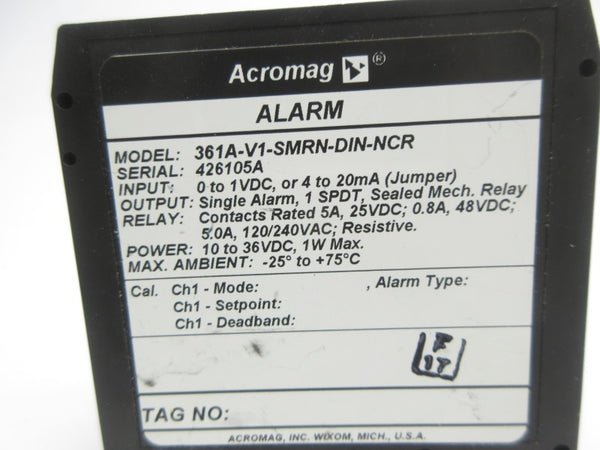 Acromag ®
ALARM
MODEL: 361A-V1-SMRN-DIN-NCR
SERIAL: 426105A
INPUT: 0 to 1VDC, or 4 to 20mA (Jumper)
OUTPUT: Single Alarm, 1 SPDT, Sealed Mech. Relay
RELAY: Contacts Rated 5A, 25VDC; 0.8A, 48VDC;
5.0A, 120/240VAC; Resistive.
POWER: 10 to 36VDC, 1W Max.
MAX. AMBIENT: -25° to +75°C
Cal. Ch1 - Mode: , Alarm Type:
Ch1 - Setpoint:
Ch1 - Deadband:
TAG NO:
ACROMAG, INC. WIXOM, MICH., U.S.A.